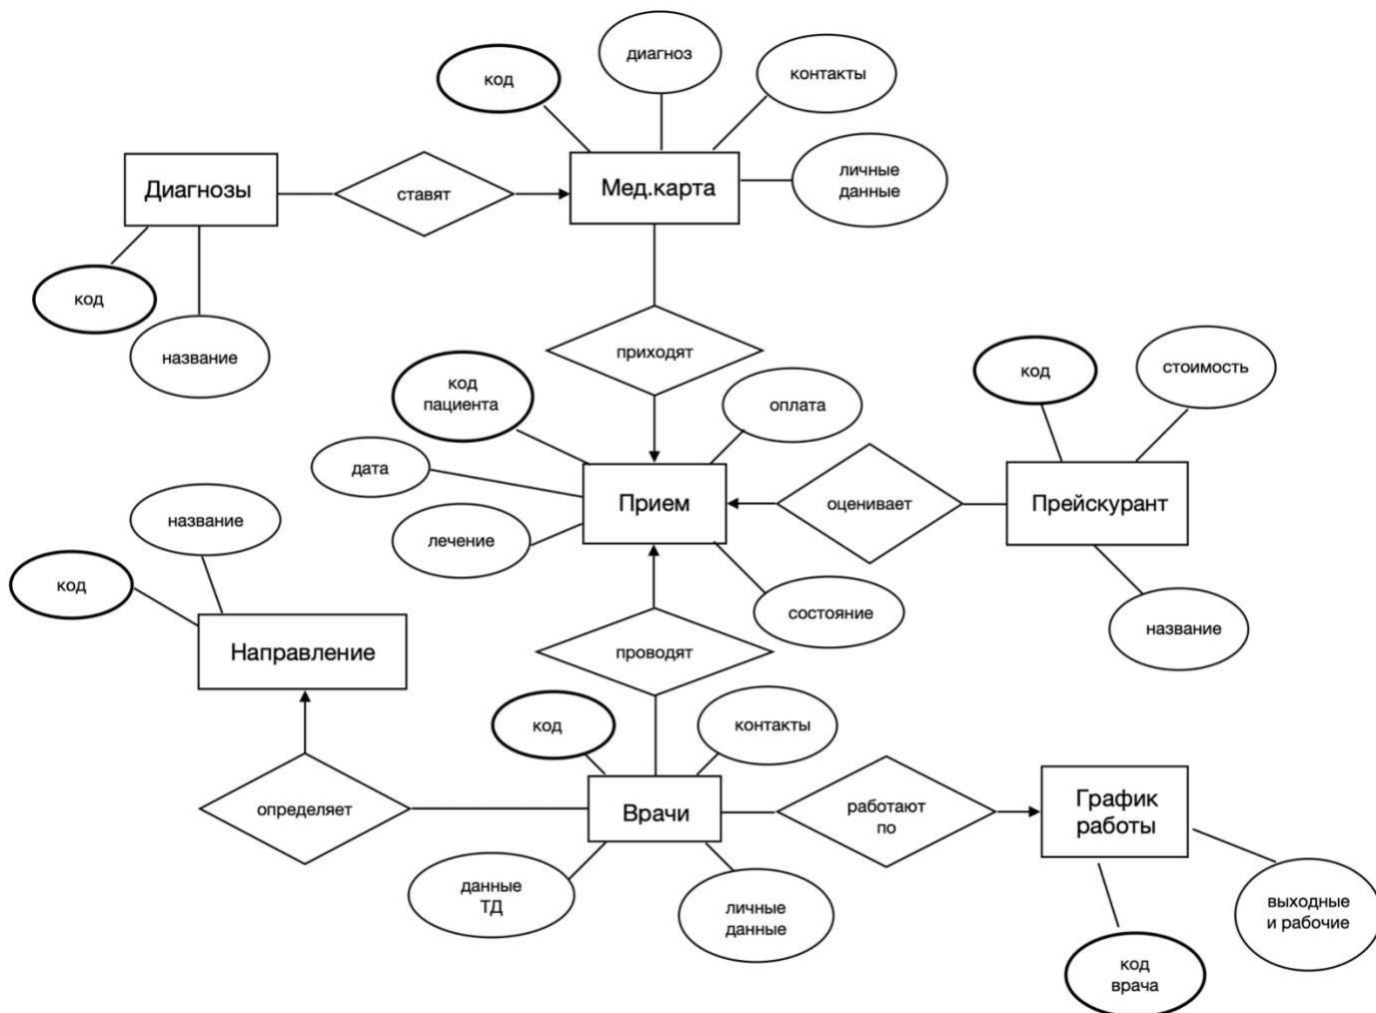 диагноз
код
контакты
личные
данные
Диагнозы
ставят
Мед.карта
код
название
приходят
код
пациента
оплата
код
стоимость
дата
лечение
Прием
оценивает
Прейскурант
название
код
состояние
название
Направление
проводят
код
контакты
определяет
Врачи
работают
по
График
работы
данные
ТД
личные
данные
выходные
и рабочие
код
врача